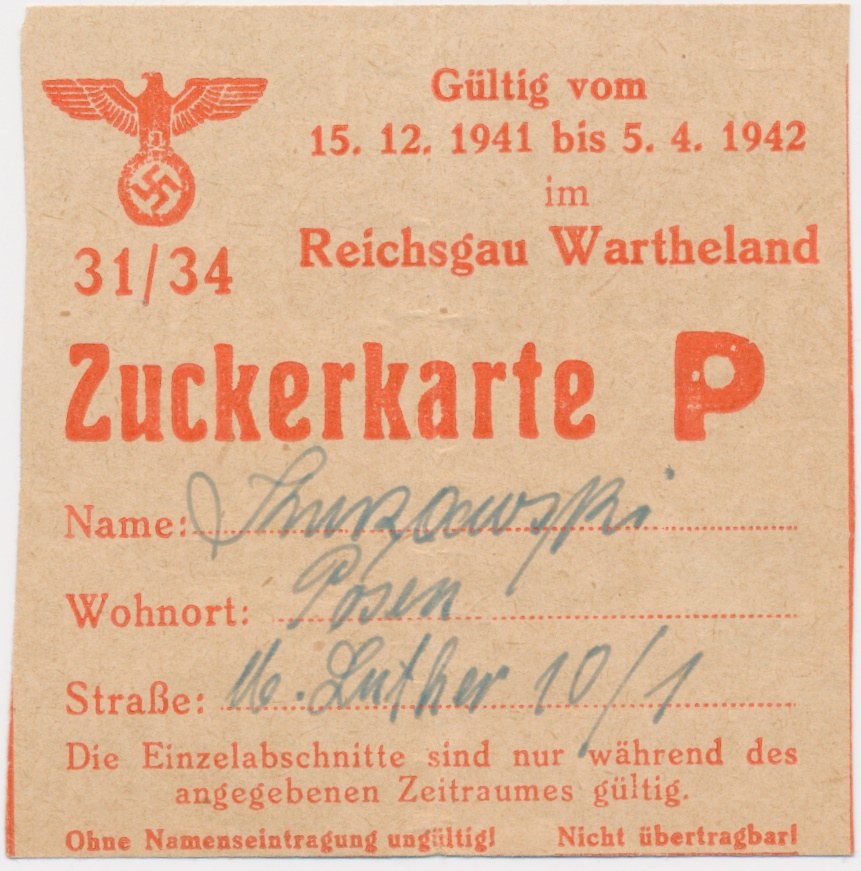 Gültig vom
15. 12. 1941 bis 5. 4. 1942
im
Reichsgau Wartheland
31/34
Zuckerkarte P
Name:
Wohnort: Posen
Straße: M. Luther 10/1
Die Einzelabschnitte sind nur während des
angegebenen Zeitraumes gültig.
Ohne Namenseintragung ungültig! Nicht übertragbar!